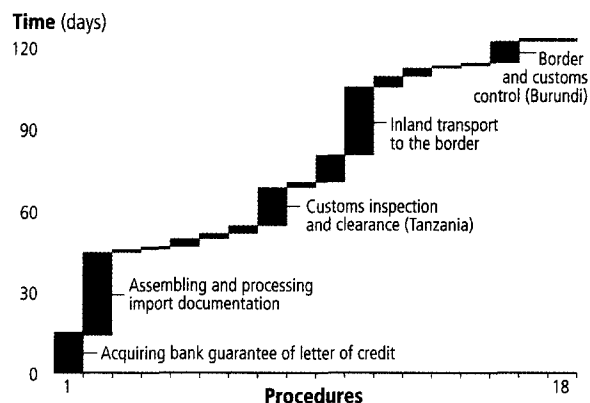 Time (days)
120
90
60
30
0
Border
and customs
control (Burundi)
Inland transport
to the border
Customs inspection
and clearance (Tanzania)
Assembling and processing
import documentation
Acquiring bank guarantee of letter of credit
1
18
Procedures